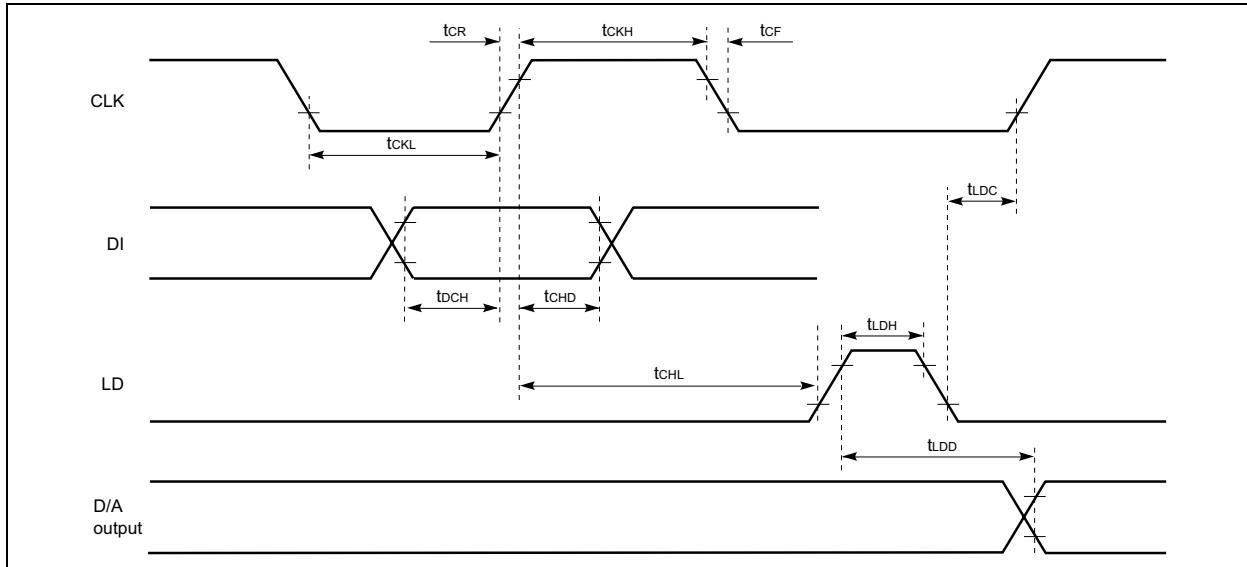 tCR
tCKH
tCF
CLK
tCKL
tLDC
DI
tDCH
tCHD
tLDH
LD
tCHL
tLDD
D/A
output